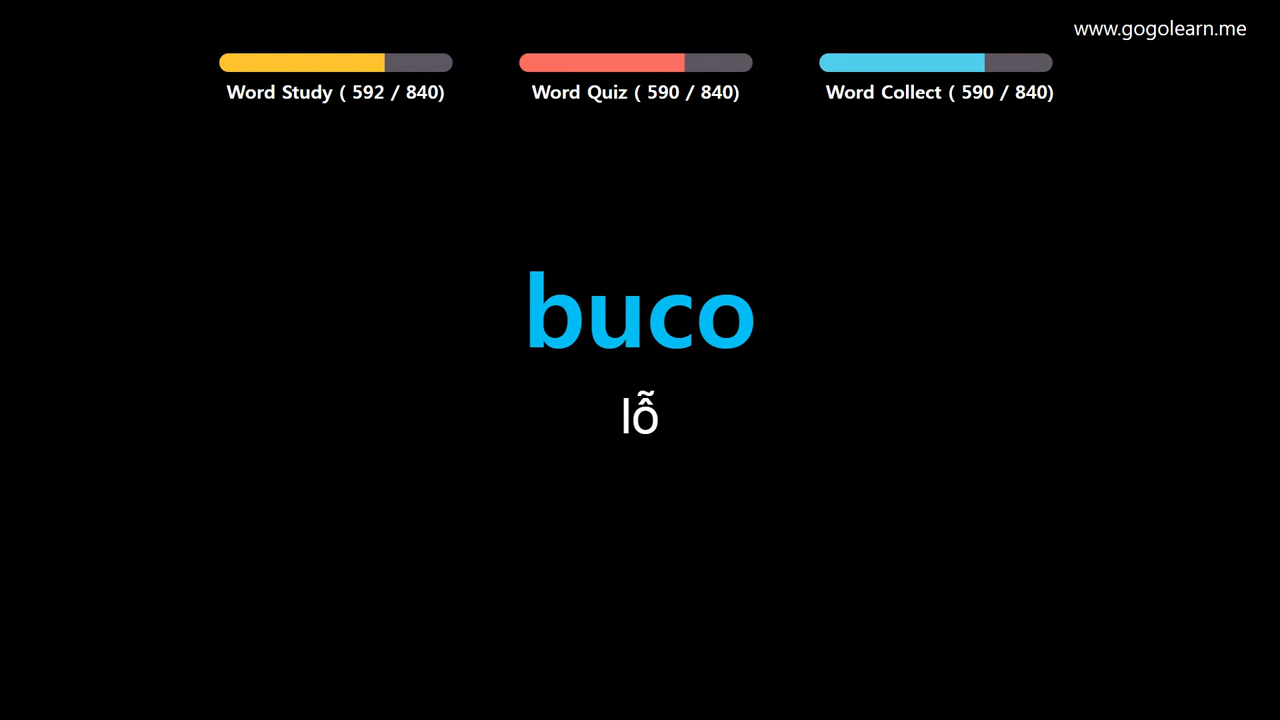 www.gogolearn.me
Word Study ( 592 / 840)
Word Quiz ( 590 / 840)
Word Collect ( 590 / 840)
buco
lỗ